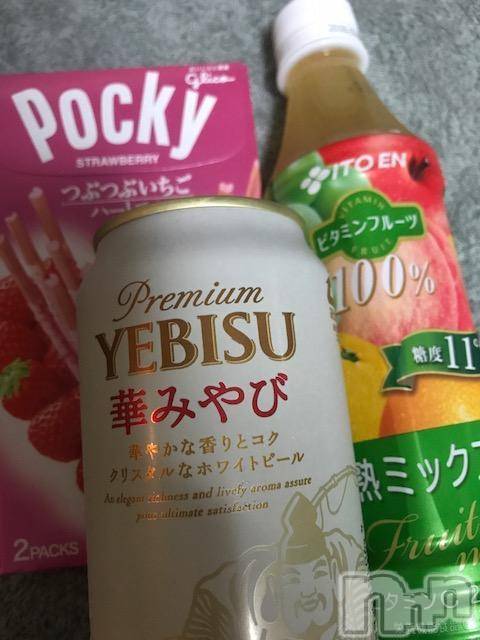 Glico
Pocky
STRAWBERRY
つぶつぶいちご
2PACKS
Premium
YEBISU
華みやび
華やかな香りとコク
クリスタルなホワイトビール
An elegant richness and lively aroma assure
your ultimate satisfaction
ITO EN
VITAMIN
ビタミンフルーツ
FRUIT
100%
糖度11
熟ミックス
Fruit